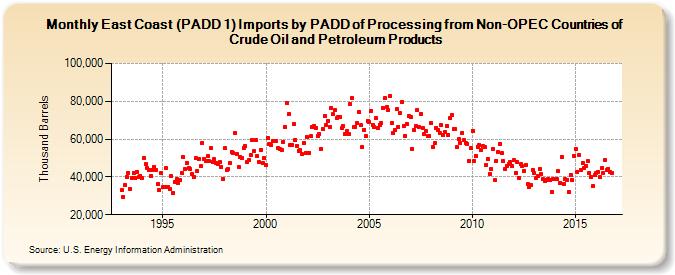 Monthly East Coast (PADD 1) Imports by PADD of Processing from Non-OPEC Countries of
Crude Oil and Petroleum Products
Thousand Barrels
100,000
80,000
60,000
40,000
20,000
1995
2000
2005
2010
2015
Source: U.S. Energy Information Administration